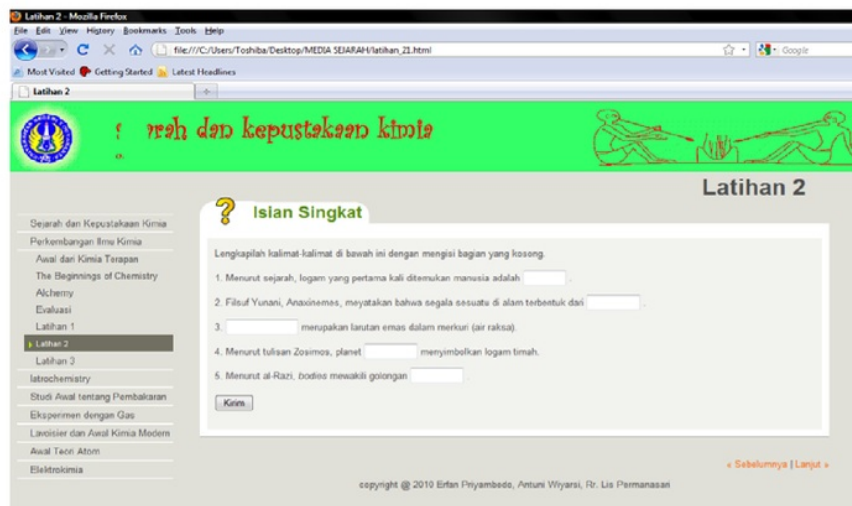 Latihan 2 - Mozilla Firefox
File Edit View History Bookmarks Tools Help
file:///C:/Users/Toshiba/Desktop/MEDIA SEJARAH/latihan_21.html
Google
Most Visited Getting Started Latest Headlines
Latihan 2
arah dan kepustakaan kimia
Latihan 2
Isian Singkat
Sejarah dan Kepustakaan Kimia
Perkembangan Ilmu Kimia
Awal dari Kimia Terapan
The Beginnings of Chemistry
Alchemy
Evaluasi
Latihan 1
Latihan 2
Latihan 3
Iatrochemistry
Studi Awal tentang Pembakaran
Eksperimen dengan Gas
Lavoisier dan Awal Kimia Modern
Awal Teori Atom
Elektrokimia
Lengkapilah kalimat-kalimat di bawah ini dengan mengisi bagian yang kosong.
1. Menurut sejarah, logam yang pertama kali ditemukan manusia adalah .
2. Filsuf Yunani, Anaxinemes, meyatakan bahwa segala sesuatu di alam terbentuk dari .
3. merupakan larutan emas dalam merkuri (air raksa).
4. Menurut tulisan Zosimos, planet menyimbolkan logam timah.
5. Menurut al-Razi, bodies mewakili golongan .
Kirim
« Sebelumnya | Lanjut »
copyright @ 2010 Erfan Priyambodo, Antuni Wiyarsi, Rr. Lis Permanasari